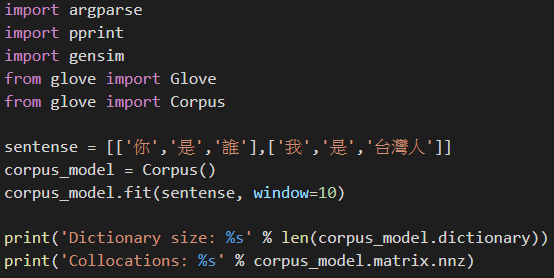 import argparse
import pprint
import gensim
from glove import Glove
from glove import Corpus
sentense = [['你','是','誰'],['我','是','台灣人']]
corpus_model = Corpus()
corpus_model.fit(sentense, window=10)
print('Dictionary size: %s' % len(corpus_model.dictionary))
print('Collocations: %s' % corpus_model.matrix.nnz)